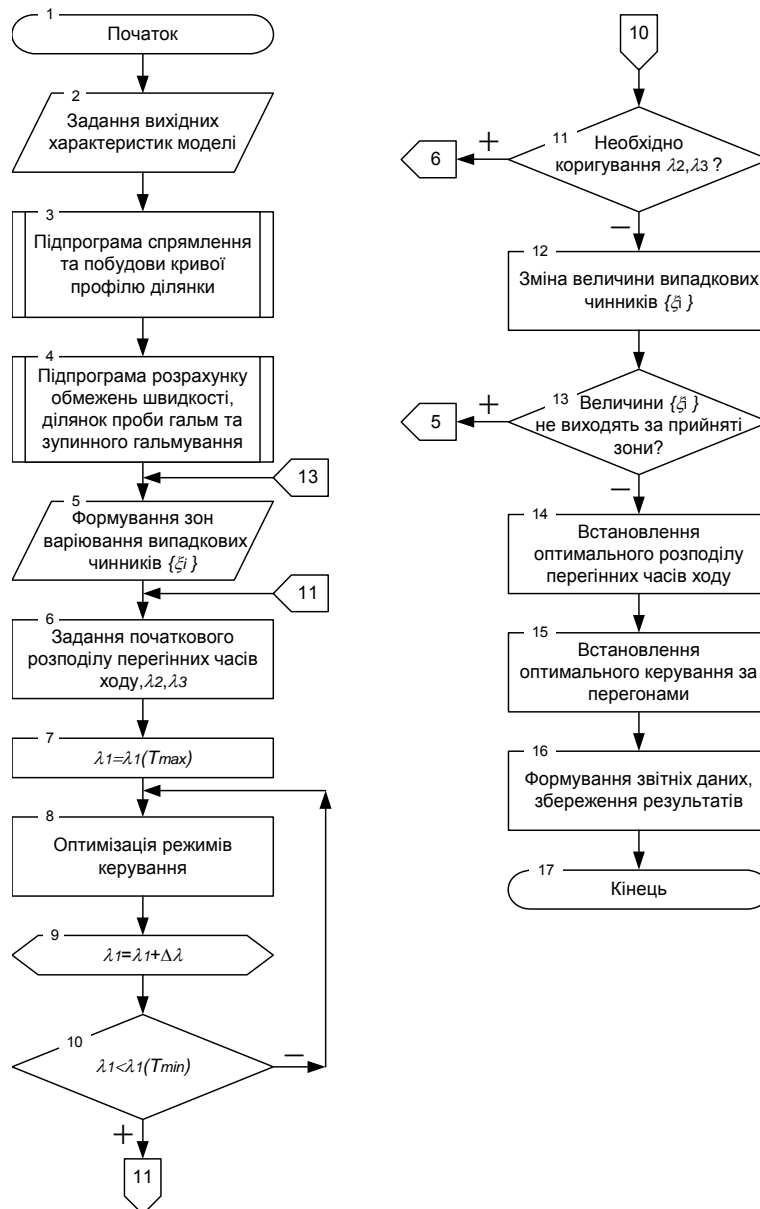 1
Початок
2
Задання вихідних
характеристик моделі
3
Підпрограма спрямлення
та побудови кривої
профілю ділянки
4
Підпрограма розрахунку
обмежень швидкості,
ділянок проби гальм та
зупинного гальмування
13
5
Формування зон
варіювання випадкових
чинників {ξi}
11
6
Задання початкового
розподілу перегінних часів
ходу,λ2,λ3
7
λ1=λ1(Tmax)
8
Оптимізація режимів
керування
9
λ1=λ1+Δλ
10
λ1<λ1(Tmin)
–
+
11
10
11
Необхідно
коригування λ2,λ3 ?
+
6
–
12
Зміна величини випадкових
чинників {ξi }
13
Величини {ξi }
не виходять за прийняті
зони?
+
5
–
14
Встановлення
оптимального розподілу
перегінних часів ходу
15
Встановлення
оптимального керування за
перегонами
16
Формування звітніх даних,
збереження результатів
17
Кінець